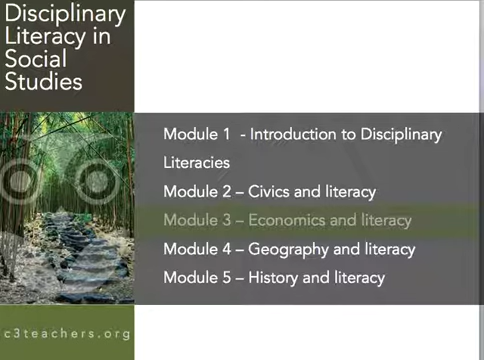 Disciplinary
Literacy in
Social
Studies
Module 1 - Introduction to Disciplinary
Literacies
Module 2 – Civics and literacy
Module 3 – Economics and literacy
Module 4 – Geography and literacy
Module 5 – History and literacy
c3teachers.org